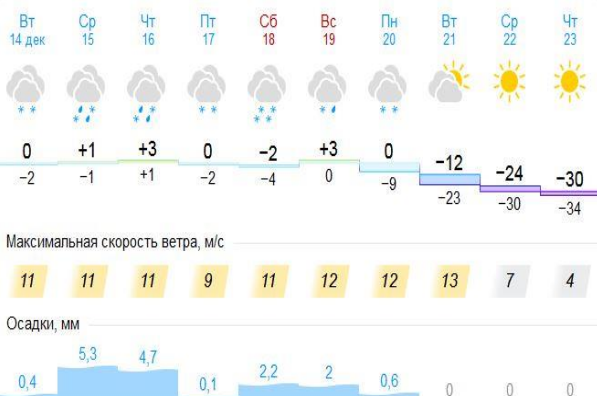 Вт Ср Чт Пт Сб Вс Пн Вт Ср Чт
14 дек 15 16 17 18 19 20 21 22 23
0 +1 +3 0 −2 +3 0 −12 −24 −30
−2 −1 +1 −2 −4 0 −9 −23 −30 −34
Максимальная скорость ветра, м/с
11 11 11 9 11 12 12 13 7 4
Осадки, мм
0,4 5,3 4,7 0,1 2,2 2 0,6 0 0 0